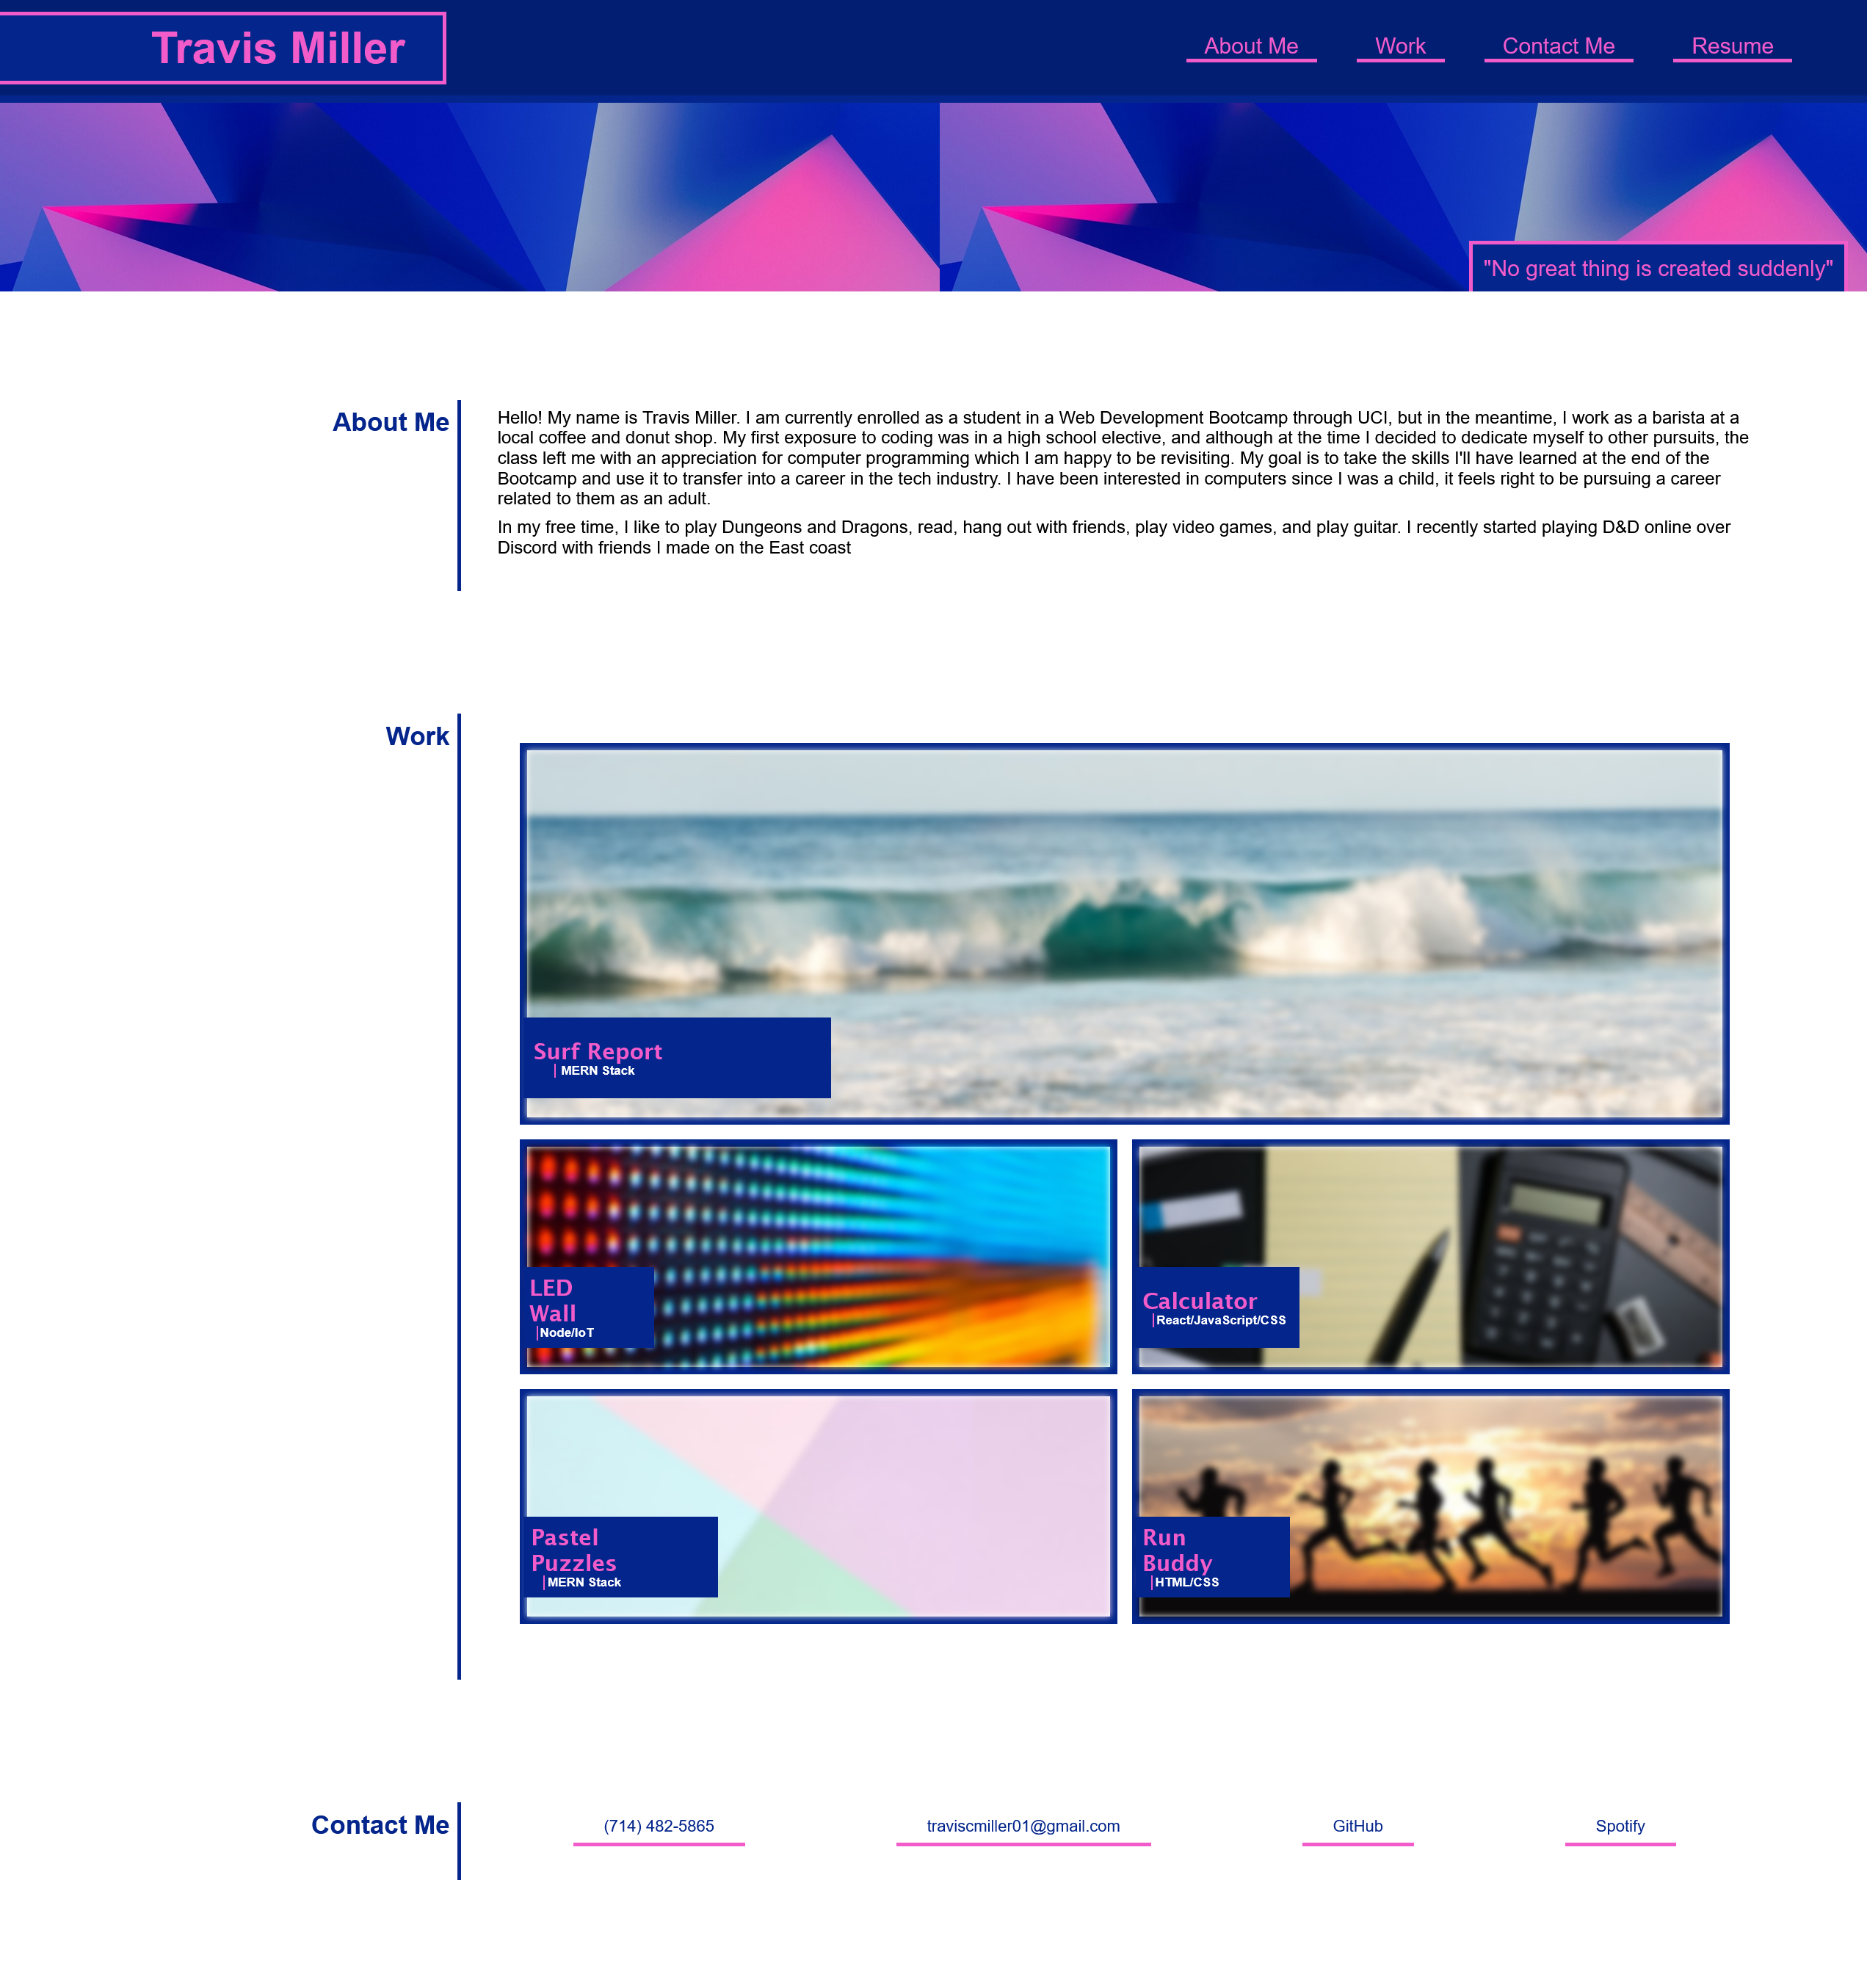 Travis Miller
About Me
Work
Contact Me
Resume
"No great thing is created suddenly"
About Me
Hello! My name is Travis Miller. I am currently enrolled as a student in a Web Development Bootcamp through UCI, but in the meantime, I work as a barista at a
local coffee and donut shop. My first exposure to coding was in a high school elective, and although at the time I decided to dedicate myself to other pursuits, the
class left me with an appreciation for computer programming which I am happy to be revisiting. My goal is to take the skills I'll have learned at the end of the
Bootcamp and use it to transfer into a career in the tech industry. I have been interested in computers since I was a child, it feels right to be pursuing a career
related to them as an adult.
In my free time, I like to play Dungeons and Dragons, read, hang out with friends, play video games, and play guitar. I recently started playing D&D online over
Discord with friends I made on the East coast
Work
Surf Report
MERN Stack
LED
Wall
Node/IoT
Calculator
React/JavaScript/CSS
Pastel
Puzzles
MERN Stack
Run
Buddy
HTML/CSS
Contact Me
(714) 482-5865
traviscmiller01@gmail.com
GitHub
Spotify